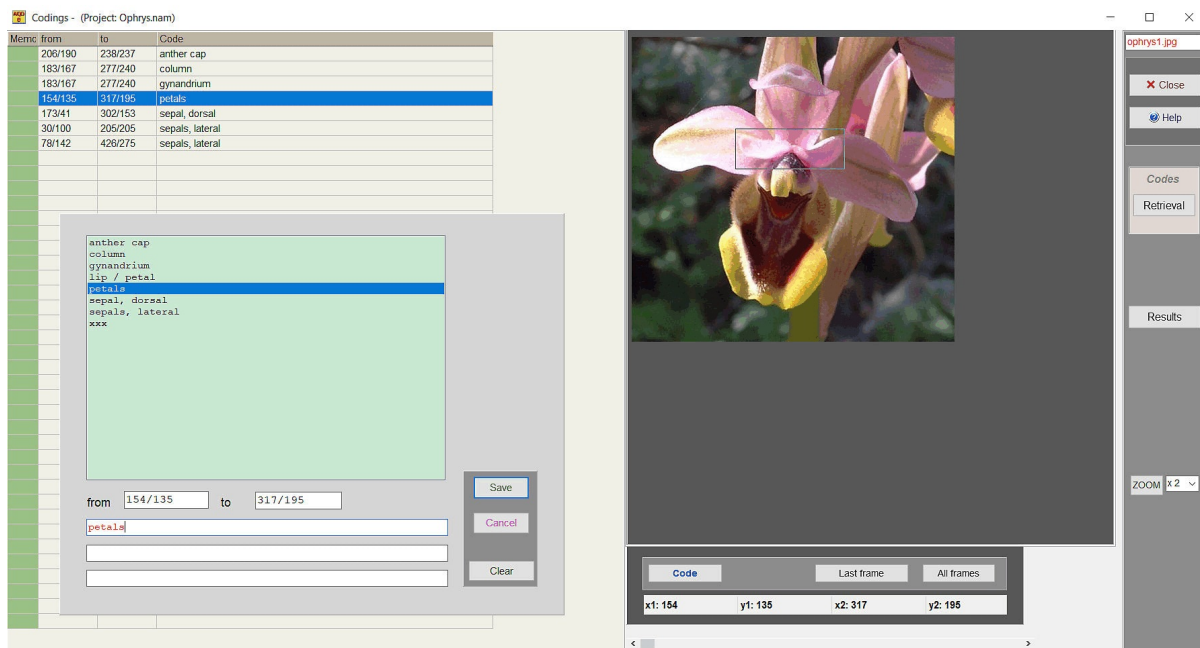 Codings - (Project: Ophrys.nam)
Memo from to Code
206/190 238/237 anther cap
183/167 277/240 column
183/167 277/240 gynandrium
154/135 317/195 petals
173/41 302/153 sepal, dorsal
30/100 205/205 sepals, lateral
78/142 426/275 sepals, lateral
anther cap
column
gynandrium
lip / petal
petals
sepal, dorsal
sepals, lateral
xxx
from 154/135 to 317/195
petals
Save
Cancel
Clear
Code Last frame All frames
x1: 154 y1: 135 x2: 317 y2: 195
ophrys1.jpg
Close
Help
Codes
Retrieval
Results
ZOOM x 2